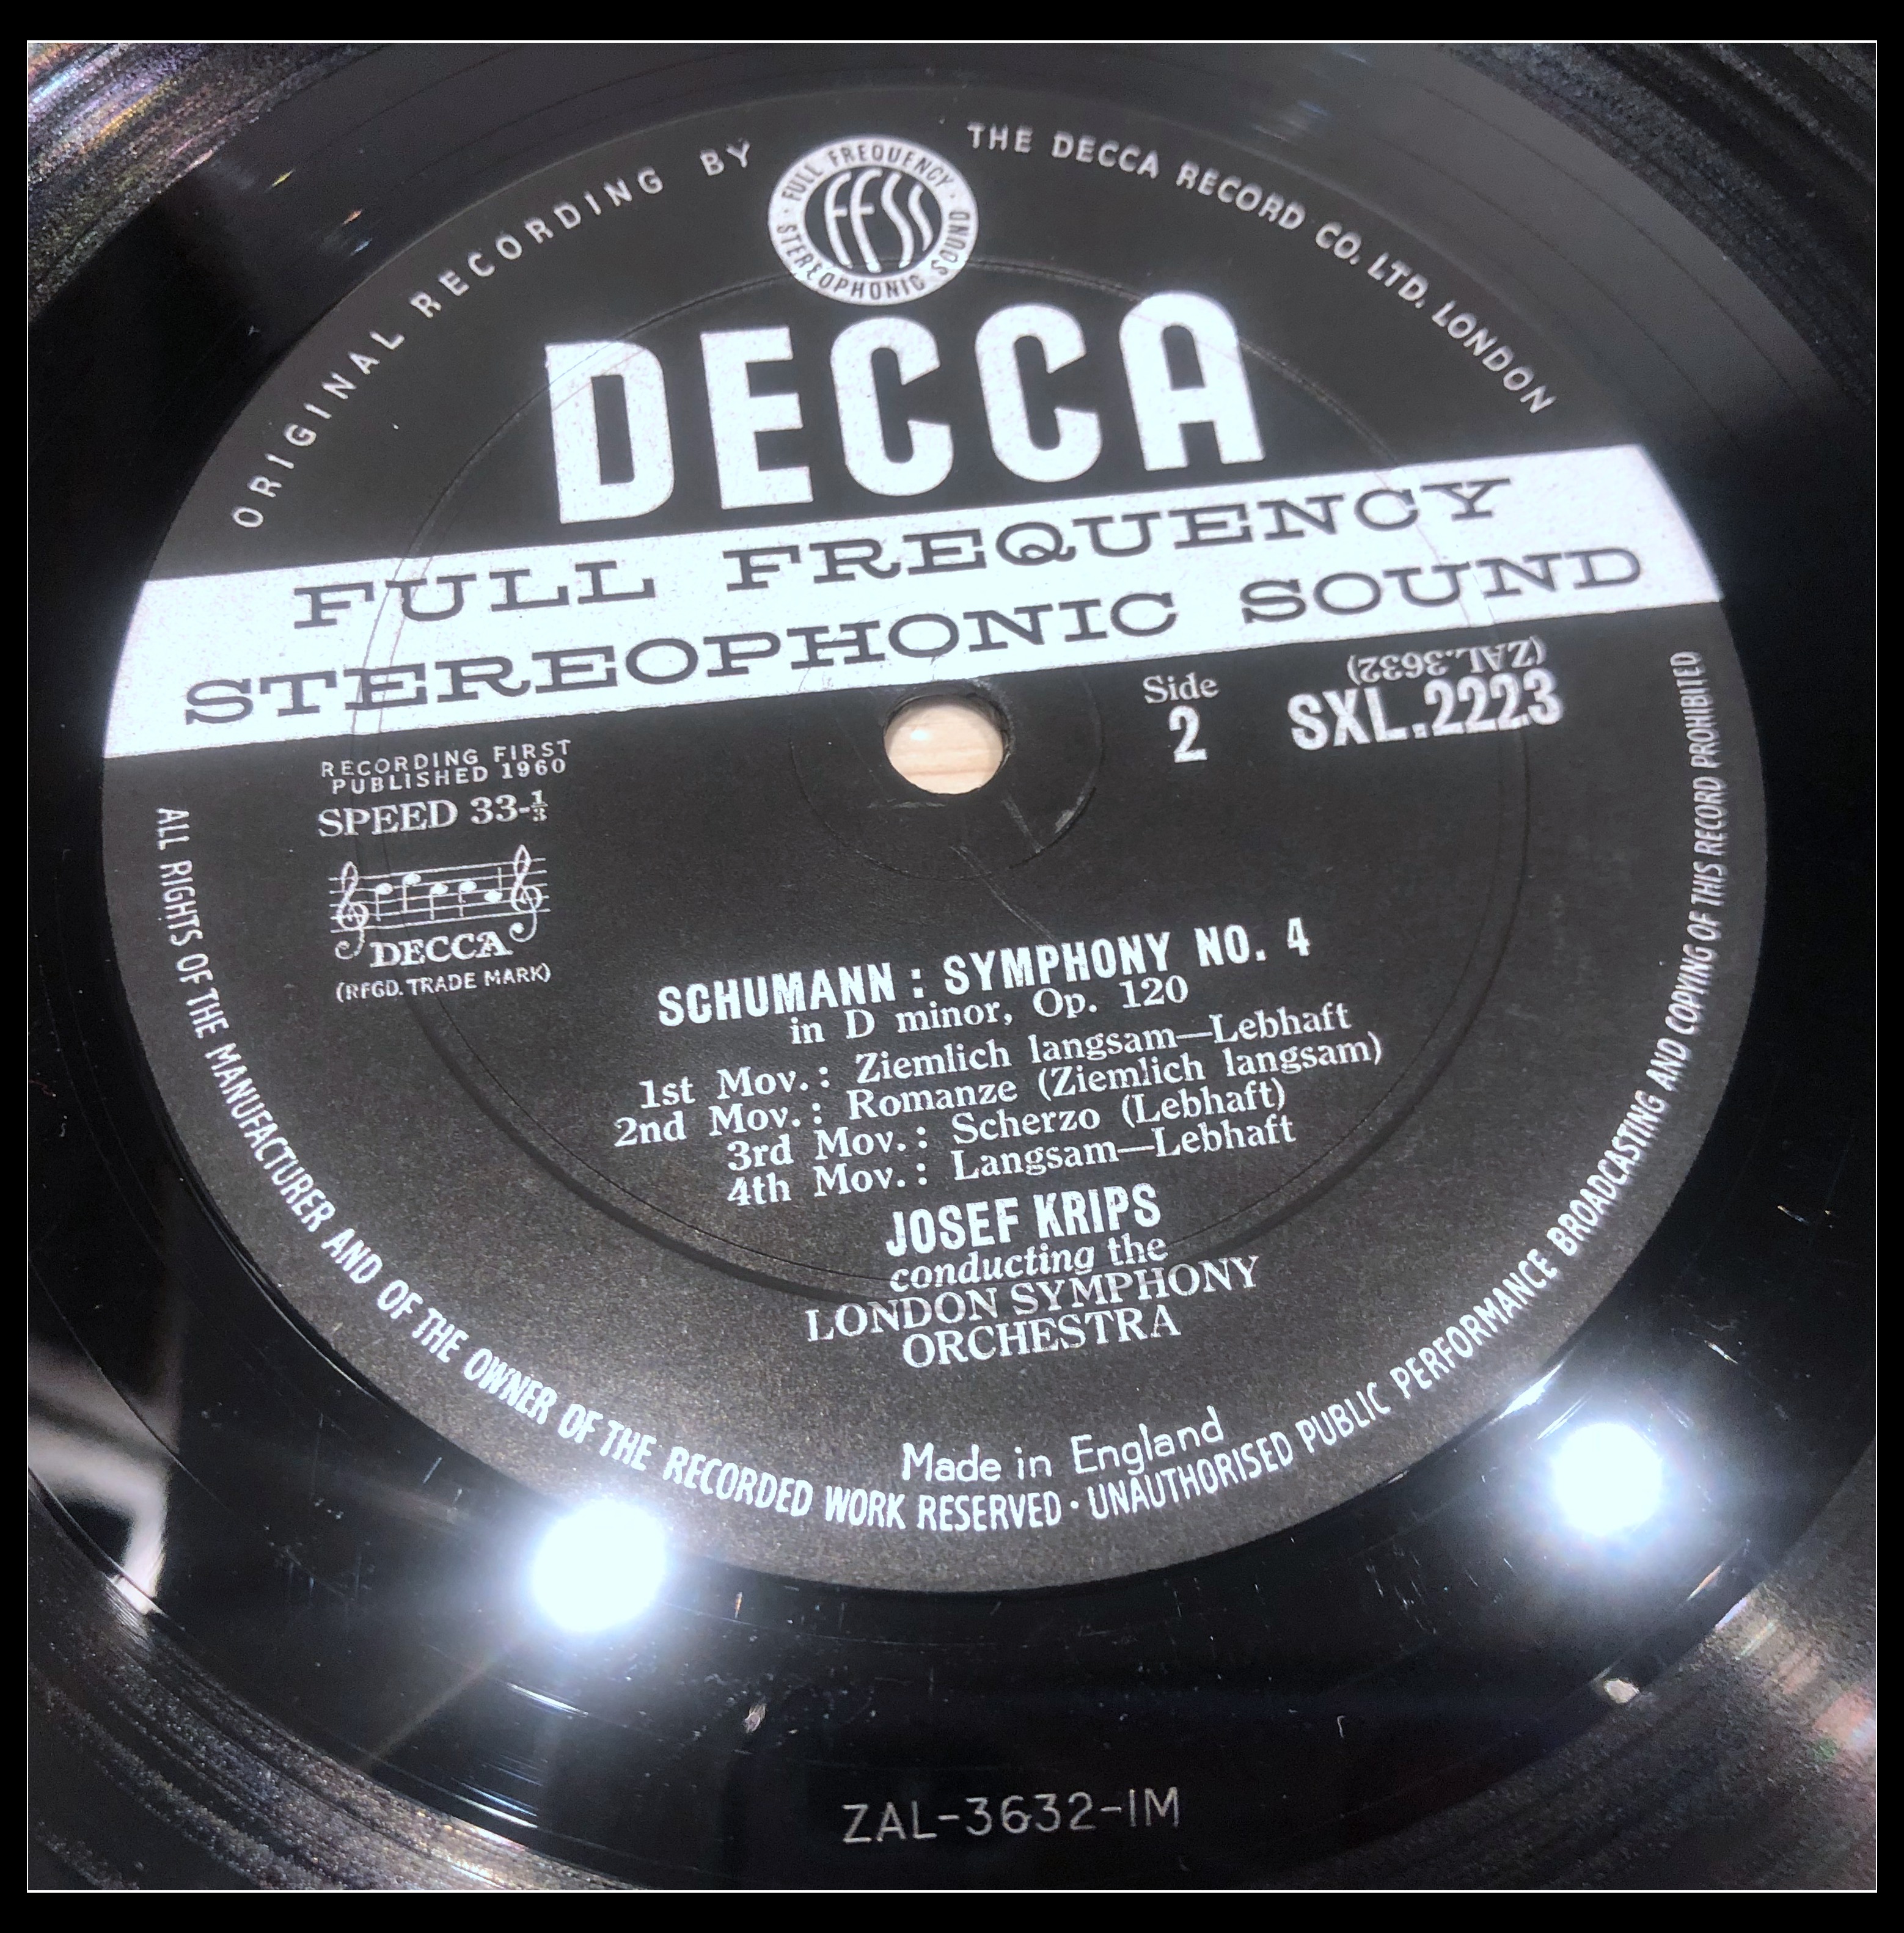 ORIGINAL RECORDING BY THE DECCA RECORD CO. LTD. LONDON
FULL FREQUENCY STEREOPHONIC SOUND
FFSS
DECCA
FULL FREQUENCY
STEREOPHONIC SOUND
RECORDING FIRST
PUBLISHED 1960
SPEED 33-⅓
DECCA
(REGD. TRADE MARK)
Side
2
(ZAL.3632)
SXL.2223
SCHUMANN : SYMPHONY NO. 4
in D minor, Op. 120
1st Mov.: Ziemlich langsam—Lebhaft
2nd Mov.: Romanze (Ziemlich langsam)
3rd Mov.: Scherzo (Lebhaft)
4th Mov.: Langsam—Lebhaft
JOSEF KRIPS
conducting the
LONDON SYMPHONY
ORCHESTRA
Made in England
ALL RIGHTS OF THE MANUFACTURER AND OF THE OWNER OF THE RECORDED WORK RESERVED · UNAUTHORISED PUBLIC PERFORMANCE BROADCASTING AND COPYING OF THIS RECORD PROHIBITED
ZAL-3632-1M